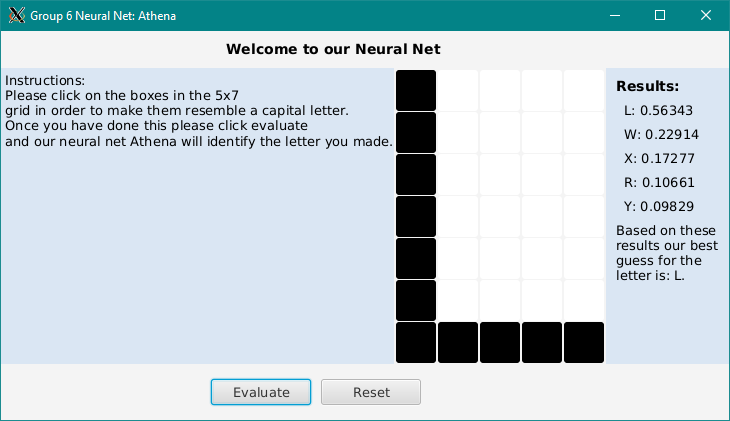 Group 6 Neural Net: Athena
Welcome to our Neural Net
Instructions:
Please click on the boxes in the 5x7
grid in order to make them resemble a capital letter.
Once you have done this please click evaluate
and our neural net Athena will identify the letter you made.
Results:
L: 0.56343
W: 0.22914
X: 0.17277
R: 0.10661
Y: 0.09829
Based on these
results our best
guess for the
letter is: L.
Evaluate
Reset